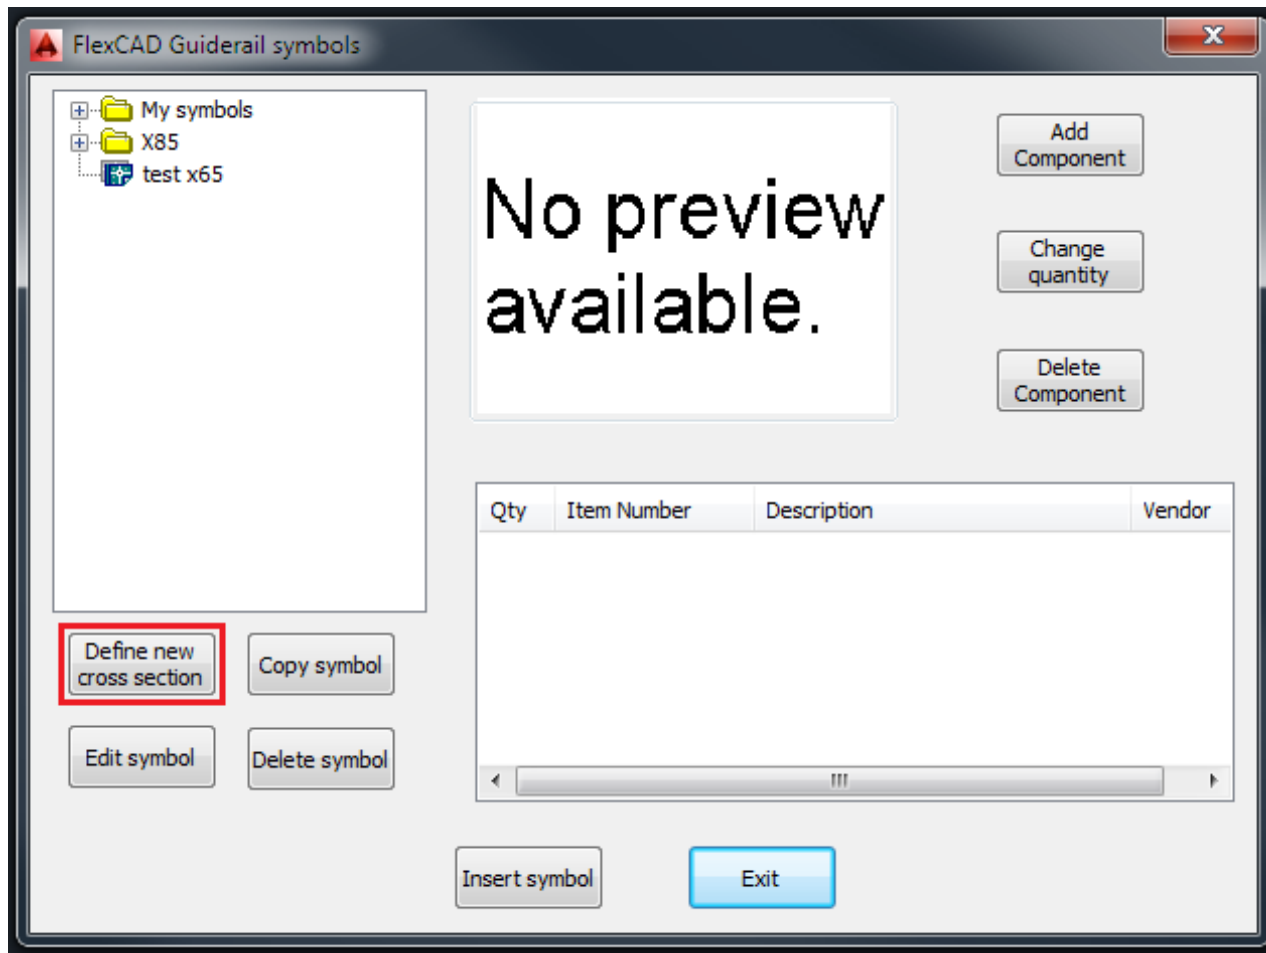 FlexCAD Guiderail symbols
My symbols
X85
test x65
No preview
available.
Add
Component
Change
quantity
Delete
Component
Qty Item Number Description Vendor
Define new
cross section
Copy symbol
Edit symbol
Delete symbol
Insert symbol
Exit